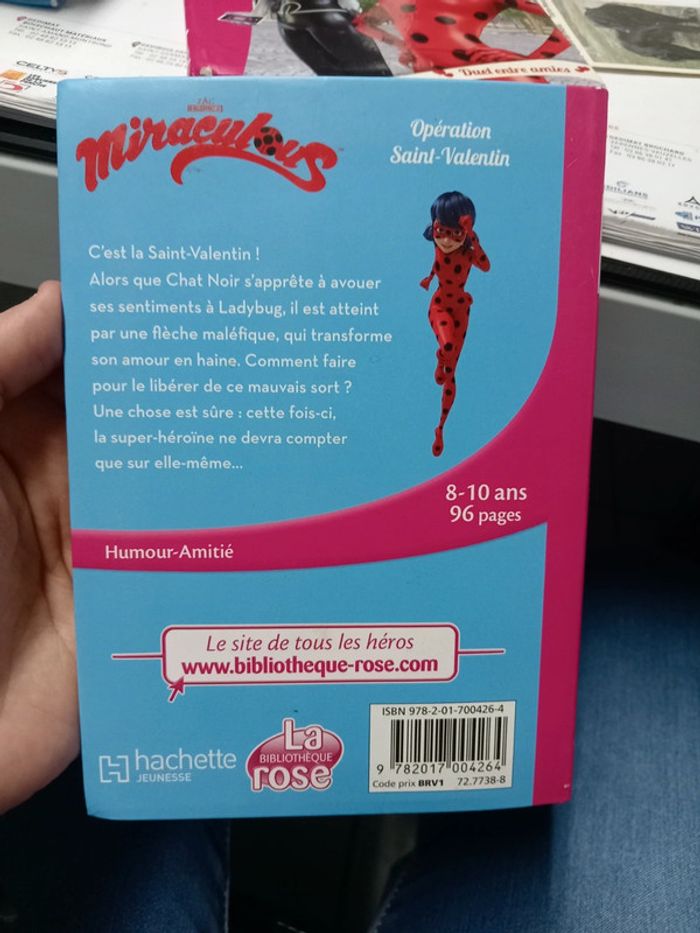 Duel entre amies
CELTYS
Miraculous
Opération
Saint-Valentin
C'est la Saint-Valentin !
Alors que Chat Noir s'apprête à avouer
ses sentiments à Ladybug, il est atteint
par une flèche maléfique, qui transforme
son amour en haine. Comment faire
pour le libérer de ce mauvais sort ?
Une chose est sûre : cette fois-ci,
la super-héroïne ne devra compter
que sur elle-même...
8-10 ans
96 pages
Humour-Amitié
Le site de tous les héros
www.bibliotheque-rose.com
hachette
JEUNESSE
La
BIBLIOTHÈQUE
rose
ISBN 978-2-01-700426-4
9 782017 004264
Code prix BRV1 72.7738-8